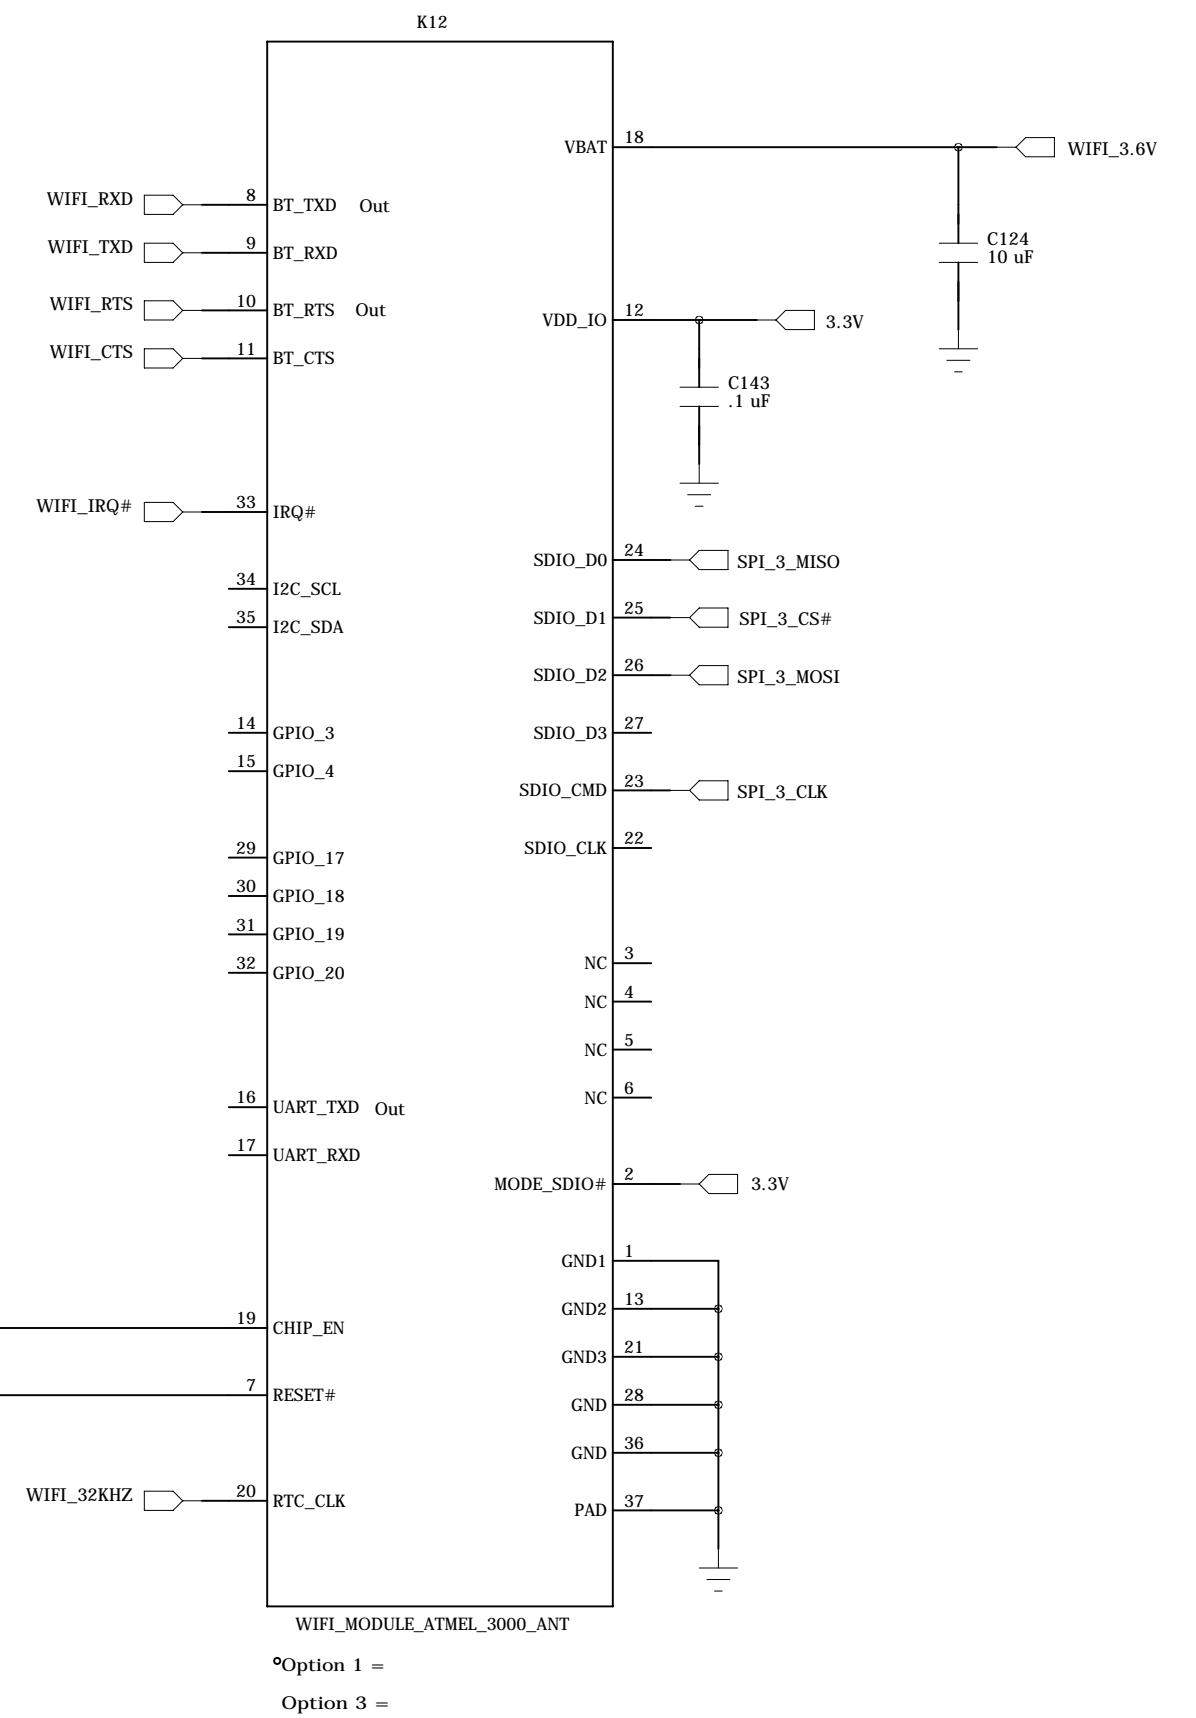 K12
VBAT 18 WIFI_3.6V
WIFI_RXD 8 BT_TXD Out
WIFI_TXD 9 BT_RXD
C124
10 uF
WIFI_RTS 10 BT_RTS Out
VDD_IO 12 3.3V
WIFI_CTS 11 BT_CTS
C143
.1 uF
WIFI_IRQ# 33 IRQ#
SDIO_D0 24 SPI_3_MISO
34 I2C_SCL
SDIO_D1 25 SPI_3_CS#
35 I2C_SDA
SDIO_D2 26 SPI_3_MOSI
14 GPIO_3
SDIO_D3 27
15 GPIO_4
SDIO_CMD 23 SPI_3_CLK
SDIO_CLK 22
29 GPIO_17
30 GPIO_18
31 GPIO_19
NC 3
32 GPIO_20
NC 4
NC 5
NC 6
16 UART_TXD Out
17 UART_RXD
MODE_SDIO# 2 3.3V
GND1 1
GND2 13
19 CHIP_EN
GND3 21
7 RESET#
GND 28
GND 36
WIFI_32KHZ 20 RTC_CLK
PAD 37
WIFI_MODULE_ATMEL_3000_ANT
Option 1 =
Option 3 =